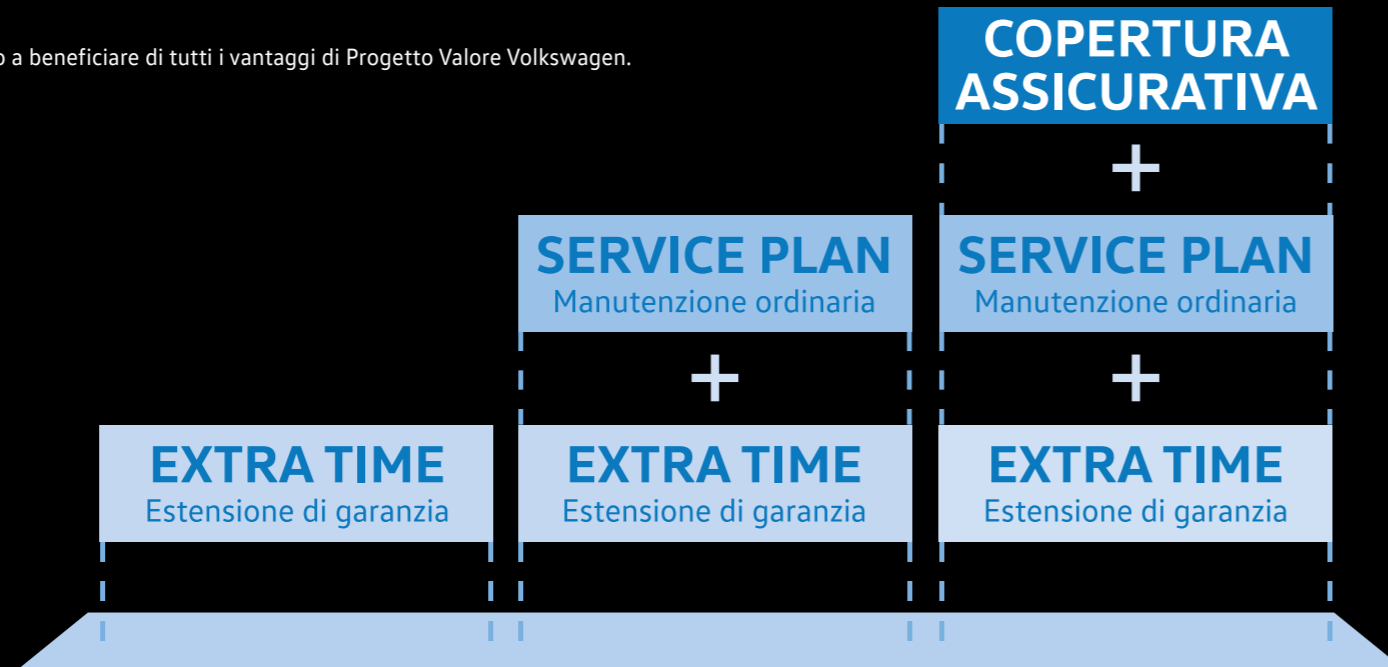 o a beneficiare di tutti i vantaggi di Progetto Valore Volkswagen.
COPERTURA
ASSICURATIVA
+
+
SERVICE PLAN
Manutenzione ordinaria
SERVICE PLAN
Manutenzione ordinaria
+
+
EXTRA TIME
Estensione di garanzia
EXTRA TIME
Estensione di garanzia
EXTRA TIME
Estensione di garanzia